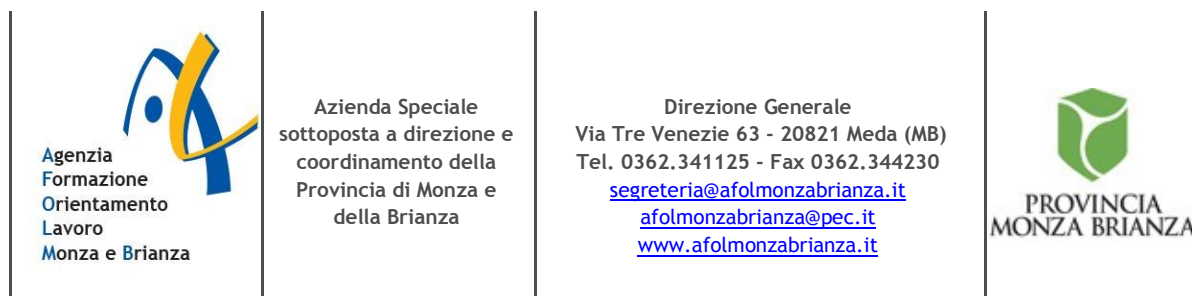 Agenzia
Formazione
Orientamento
Lavoro
Monza e Brianza
Azienda Speciale
sottoposta a direzione e
coordinamento della
Provincia di Monza e
della Brianza
Direzione Generale
Via Tre Venezie 63 - 20821 Meda (MB)
Tel. 0362.341125 - Fax 0362.344230
segreteria@afolmonzabrianza.it
afolmonzabrianza@pec.it
www.afolmonzabrianza.it
PROVINCIA
MONZA BRIANZA